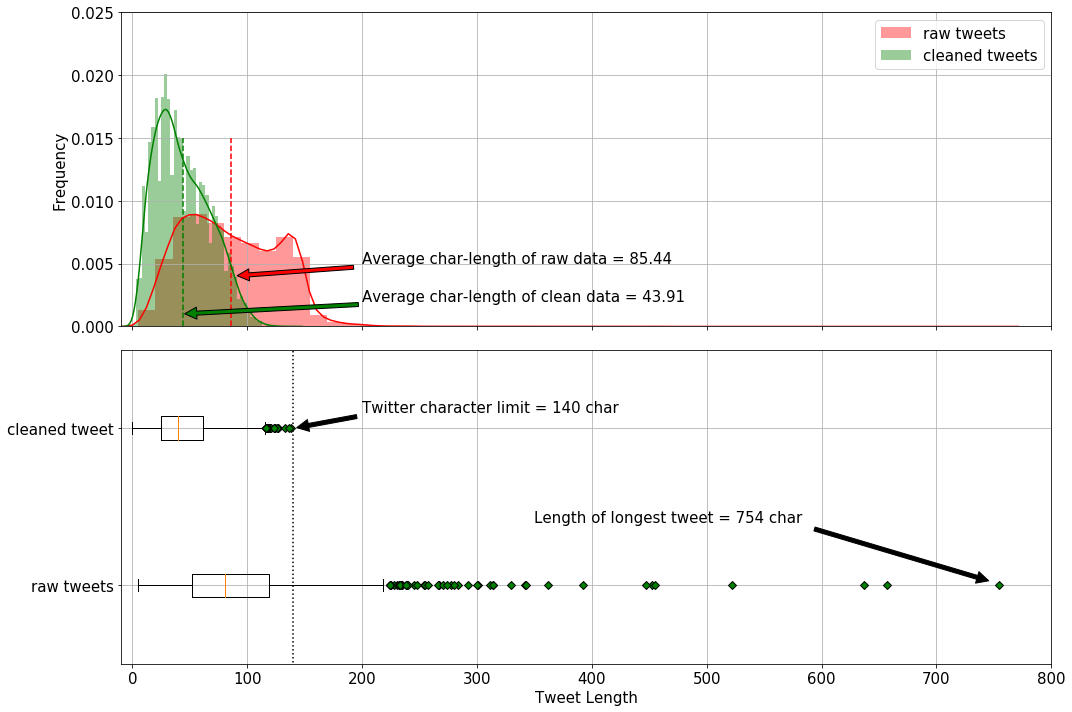 0.025
raw tweets
cleaned tweets
0.020
0.015
Frequency
0.010
Average char-length of raw data = 85.44
0.005
Average char-length of clean data = 43.91
0.000
Twitter character limit = 140 char
cleaned tweet
Length of longest tweet = 754 char
raw tweets
0 100 200 300 400 500 600 700 800
Tweet Length